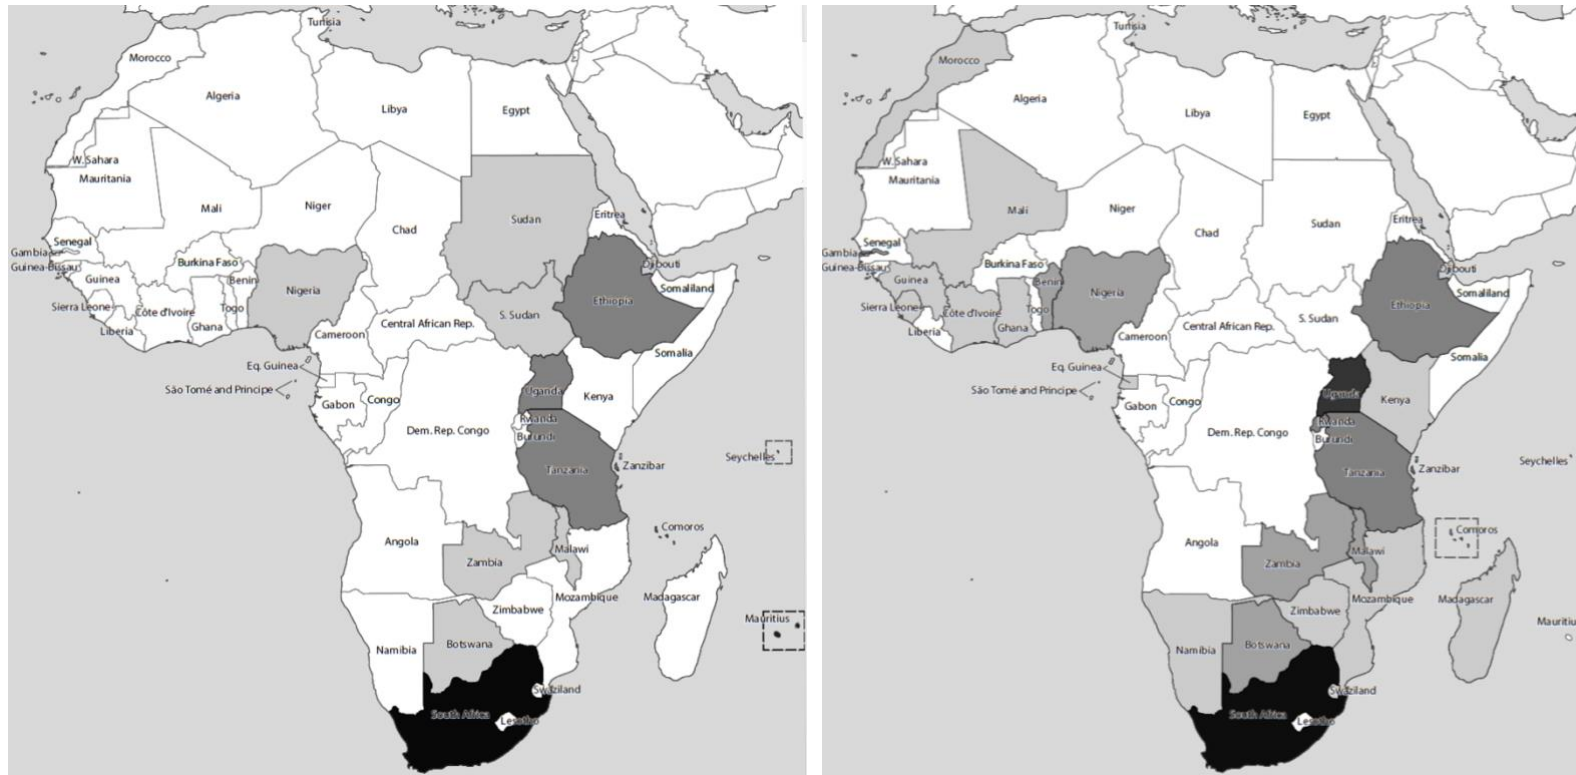 Tunisia
Morocco
Algeria
Libya
Egypt
W. Sahara
Mauritania
Mali
Niger
Chad
Sudan
Eritrea
Senegal
Gambia
Guinea-Bissau
Guinea
Burkina Faso
Benin
Nigeria
Djibouti
Somaliland
Ethiopia
S. Sudan
Sierra Leone
Côte d'Ivoire
Togo
Ghana
Liberia
Cameroon
Central African Rep.
Somalia
Eq. Guinea
São Tomé and Principe
Gabon
Congo
Uganda
Kenya
Rwanda
Dem. Rep. Congo
Burundi
Tanzania
Zanzibar
Seychelles
Comoros
Angola
Malawi
Zambia
Mozambique
Madagascar
Zimbabwe
Mauritius
Botswana
Namibia
Swaziland
South Africa
Lesotho
Tunisia
Morocco
Algeria
Libya
Egypt
W. Sahara
Mauritania
Mali
Niger
Chad
Sudan
Eritrea
Senegal
Gambia
Guinea-Bissau
Guinea
Burkina Faso
Benin
Nigeria
Djibouti
Somaliland
Ethiopia
S. Sudan
Sierra Leone
Côte d'Ivoire
Togo
Ghana
Liberia
Cameroon
Central African Rep.
Somalia
Eq. Guinea
São Tomé and Principe
Gabon
Congo
Uganda
Kenya
Rwanda
Dem. Rep. Congo
Burundi
Tanzania
Zanzibar
Seychelles
Comoros
Angola
Malawi
Zambia
Mozambique
Madagascar
Zimbabwe
Mauritiu
Botswana
Namibia
Swaziland
South Africa
Lesotho